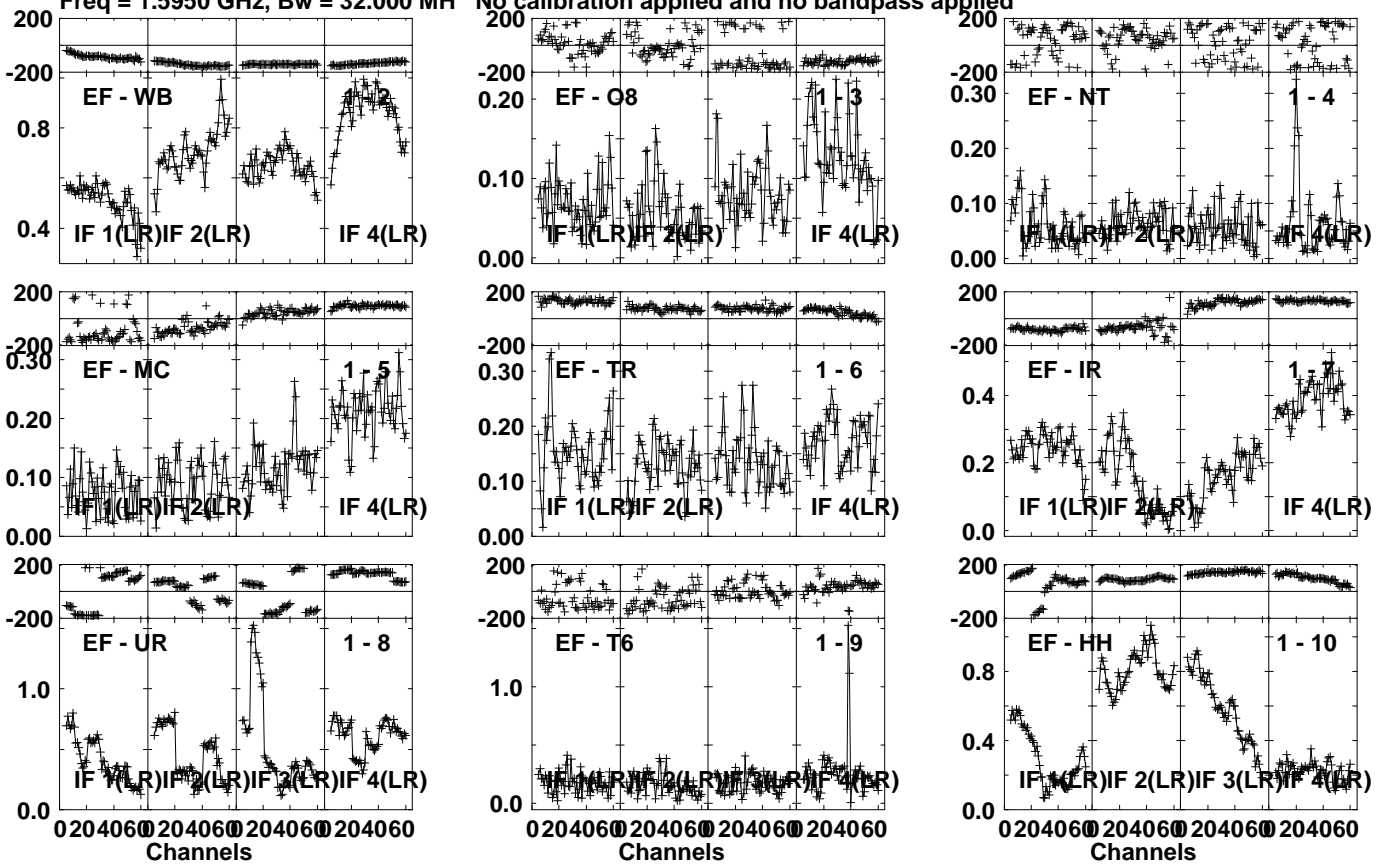 Freq = 1.5950 GHz, Bw = 32.000 MH No calibration applied and no bandpass applied
200 200 200
-200 -200 -200
EF - WB 1 - 2 EF - O8 1 - 3 EF - NT 1 - 4
0.8 0.20 0.30
0.20
0.10 0.10
0.4 0.00 0.00
IF 1(LR) IF 2(LR) IF 4(LR) IF 1(LR) IF 2(LR) IF 4(LR) IF 1(LR) IF 2(LR) IF 4(LR)
200 200 200
-200 -200 -200
EF - MC 1 - 5 EF - TR 1 - 6 EF - IR 1 - 7
0.30 0.30 0.4
0.20 0.20 0.2
0.10 0.10
0.00 0.00 0.0
IF 1(LR) IF 2(LR) IF 4(LR) IF 1(LR) IF 2(LR) IF 4(LR) IF 1(LR) IF 2(LR) IF 4(LR)
200 200 200
-200 -200 -200
EF - UR 1 - 8 EF - T6 1 - 9 EF - HH 1 - 10
1.0 1.0 0.8
0.4
0.0 0.0 0.0
IF 1(LR) IF 2(LR) IF 3(LR) IF 4(LR) IF 1(LR) IF 2(LR) IF 3(LR) IF 4(LR) IF 1(LR) IF 2(LR) IF 3(LR) IF 4(LR)
0 20 40 60 0 20 40 60 0 20 40 60 0 20 40 60 0 20 40 60 0 20 40 60 0 20 40 60 0 20 40 60 0 20 40 60 0 20 40 60 0 20 40 60 0 20 40 60
Channels Channels Channels